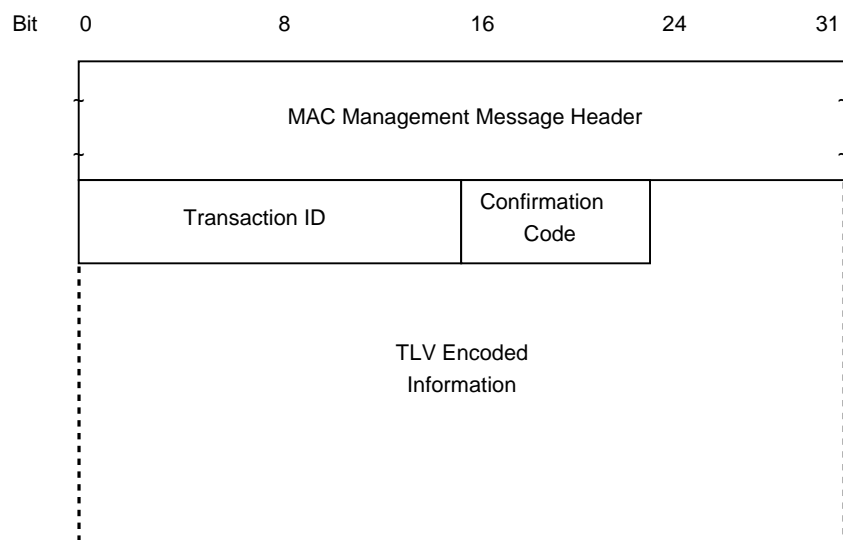 Bit 0 8 16 24 31
MAC Management Message Header
Transaction ID
Confirmation
Code
TLV Encoded
Information